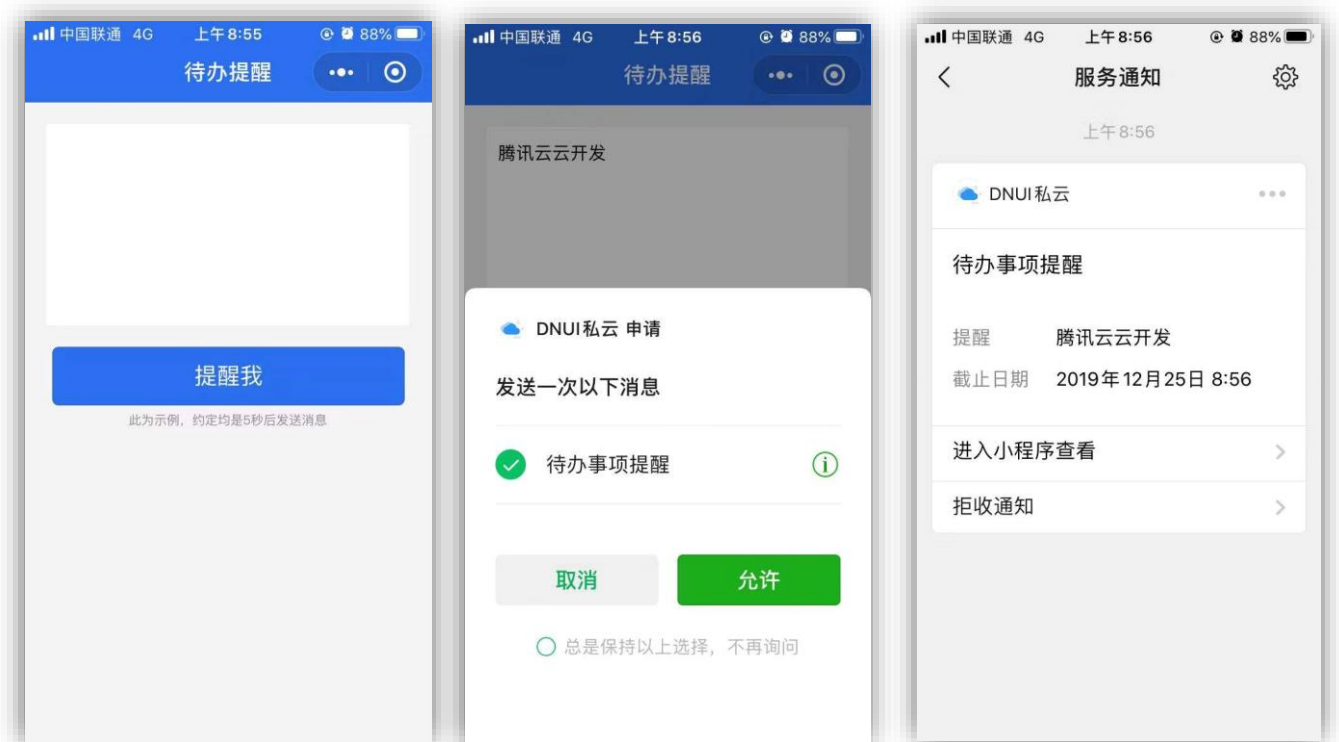 中国联通 4G 上午8:55 88%
待办提醒
提醒我
此为示例，约定均是5秒后发送消息
中国联通 4G 上午8:56 88%
待办提醒
腾讯云云开发
DNUI私云 申请
发送一次以下消息
待办事项提醒
取消 允许
总是保持以上选择，不再询问
中国联通 4G 上午8:56 88%
服务通知
上午8:56
DNUI私云
待办事项提醒
提醒 腾讯云云开发
截止日期 2019年12月25日 8:56
进入小程序查看
拒收通知